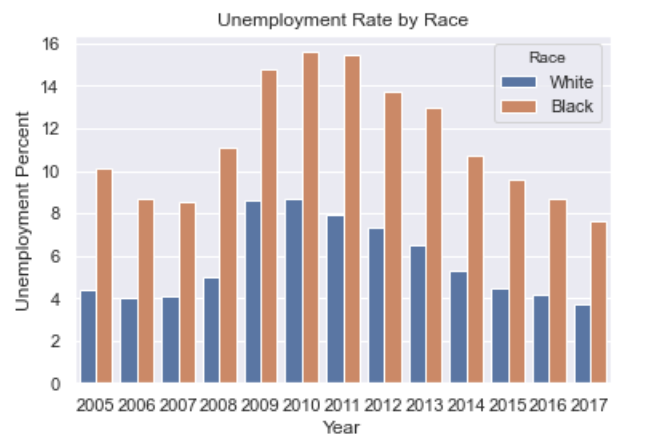 Unemployment Rate by Race
Unemployment Percent
16
14
12
10
8
6
4
2
0
Race
White
Black
2005 2006 2007 2008 2009 2010 2011 2012 2013 2014 2015 2016 2017
Year